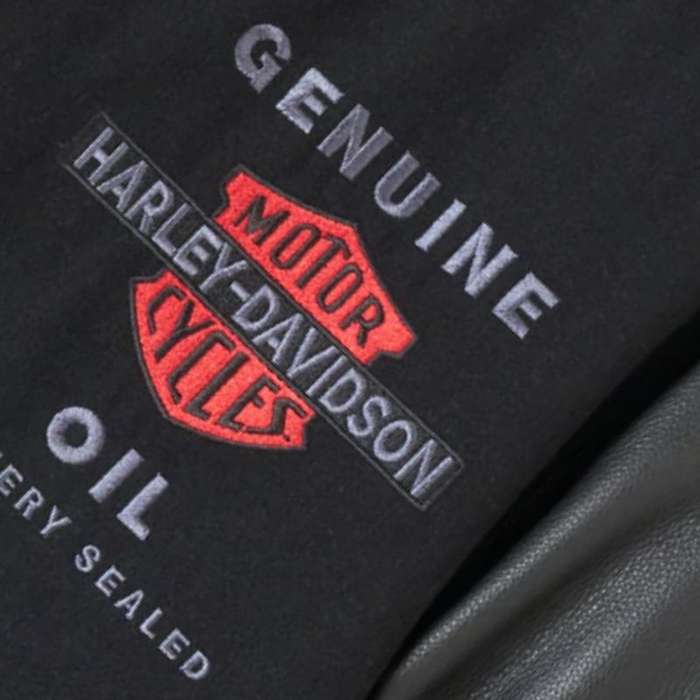 GENUINE
MOTOR
HARLEY-DAVIDSON
CYCLES
OIL
SEALED